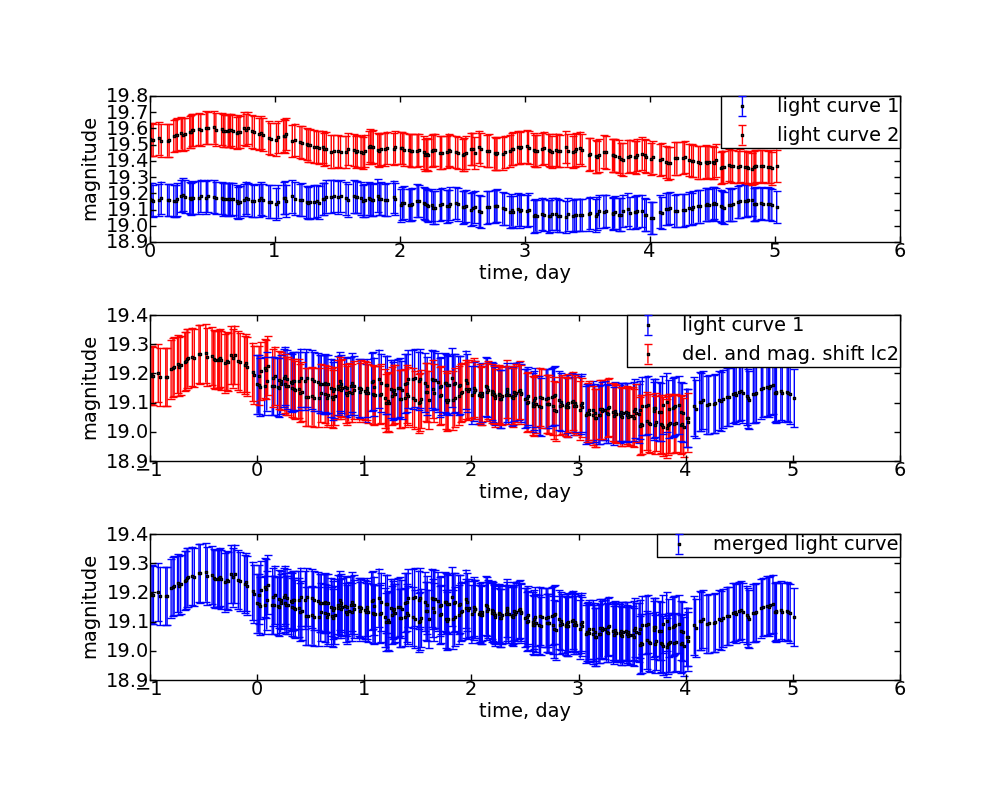 19.8
19.7
19.6
19.5
19.4
19.3
19.2
19.1
19.0
18.9
magnitude
light curve 1
light curve 2
0 1 2 3 4 5 6
time, day
19.4
19.3
19.2
19.1
19.0
18.9
magnitude
light curve 1
del. and mag. shift lc2
−1 0 1 2 3 4 5 6
time, day
19.4
19.3
19.2
19.1
19.0
18.9
magnitude
merged light curve
−1 0 1 2 3 4 5 6
time, day